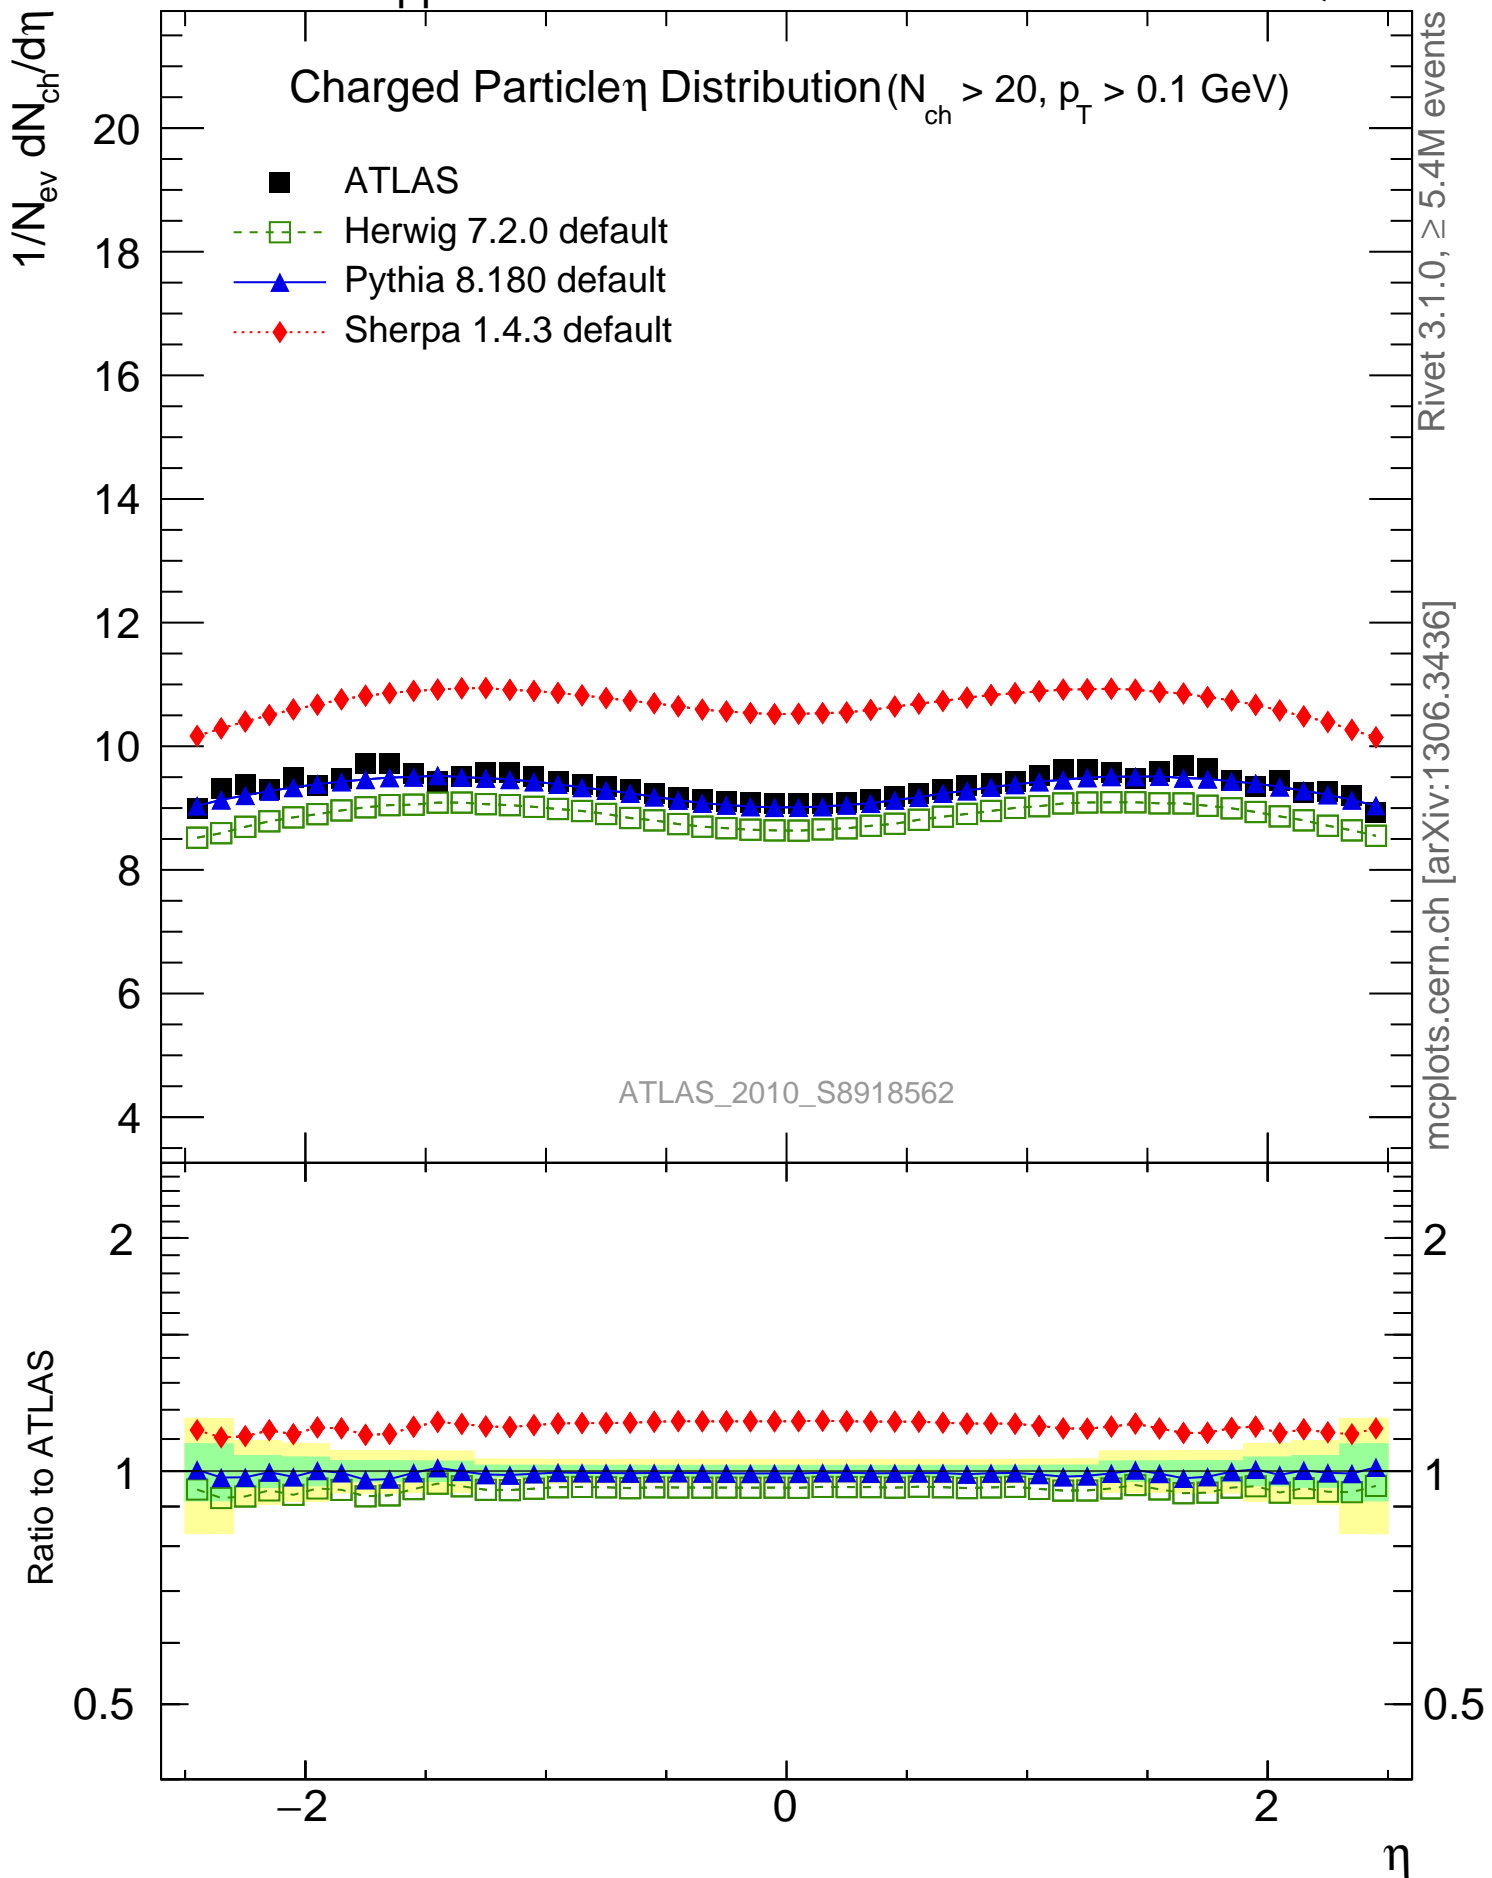 1/N_ev dN_ch/dη
Charged Particleη Distribution (N_ch > 20, p_T > 0.1 GeV)
ATLAS
Herwig 7.2.0 default
Pythia 8.180 default
Sherpa 1.4.3 default
20
18
16
14
12
10
8
6
4
ATLAS_2010_S8918562
Rivet 3.1.0, ≥ 5.4M events
mcplots.cern.ch [arXiv:1306.3436]
Ratio to ATLAS
2
1
0.5
2
1
0.5
−2
0
2
η